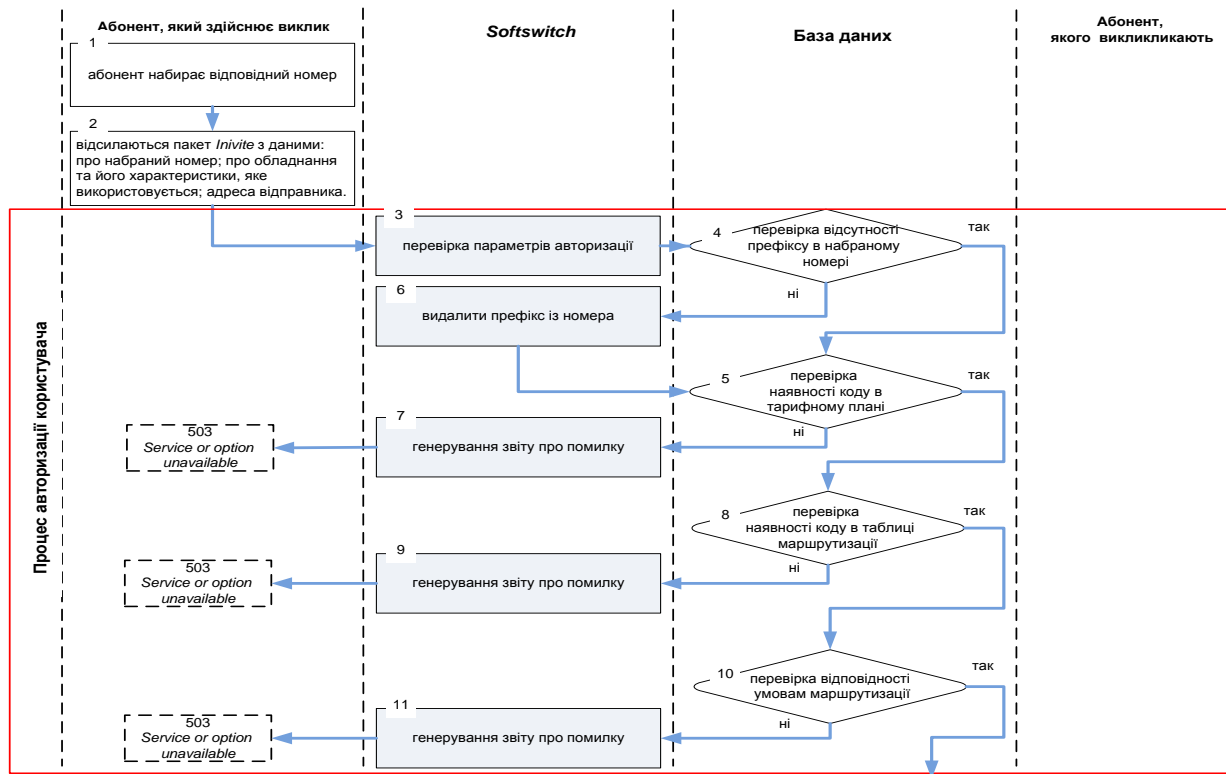 Абонент, який здійснює виклик
Softswitch
База даних
Абонент,
якого викликликають
1
абонент набирає відповідний номер
2
відсилаються пакет Inivite з даними:
про набраний номер; про обладнання
та його характеристики, яке
використовується; адреса відправника.
Процес авторизації користувача
3
перевірка параметрів авторизації
4
перевірка відсутності
префіксу в набраному
номері
так
ні
6
видалити префікс із номера
5
перевірка
наявності коду в
тарифному плані
так
ні
7
генерування звіту про помилку
503
Service or option
unavailable
8
перевірка
наявності коду в таблиці
маршрутизації
так
ні
9
генерування звіту про помилку
503
Service or option
unavailable
10
перевірка відповідності
умовам маршрутизації
так
ні
11
генерування звіту про помилку
503
Service or option
unavailable